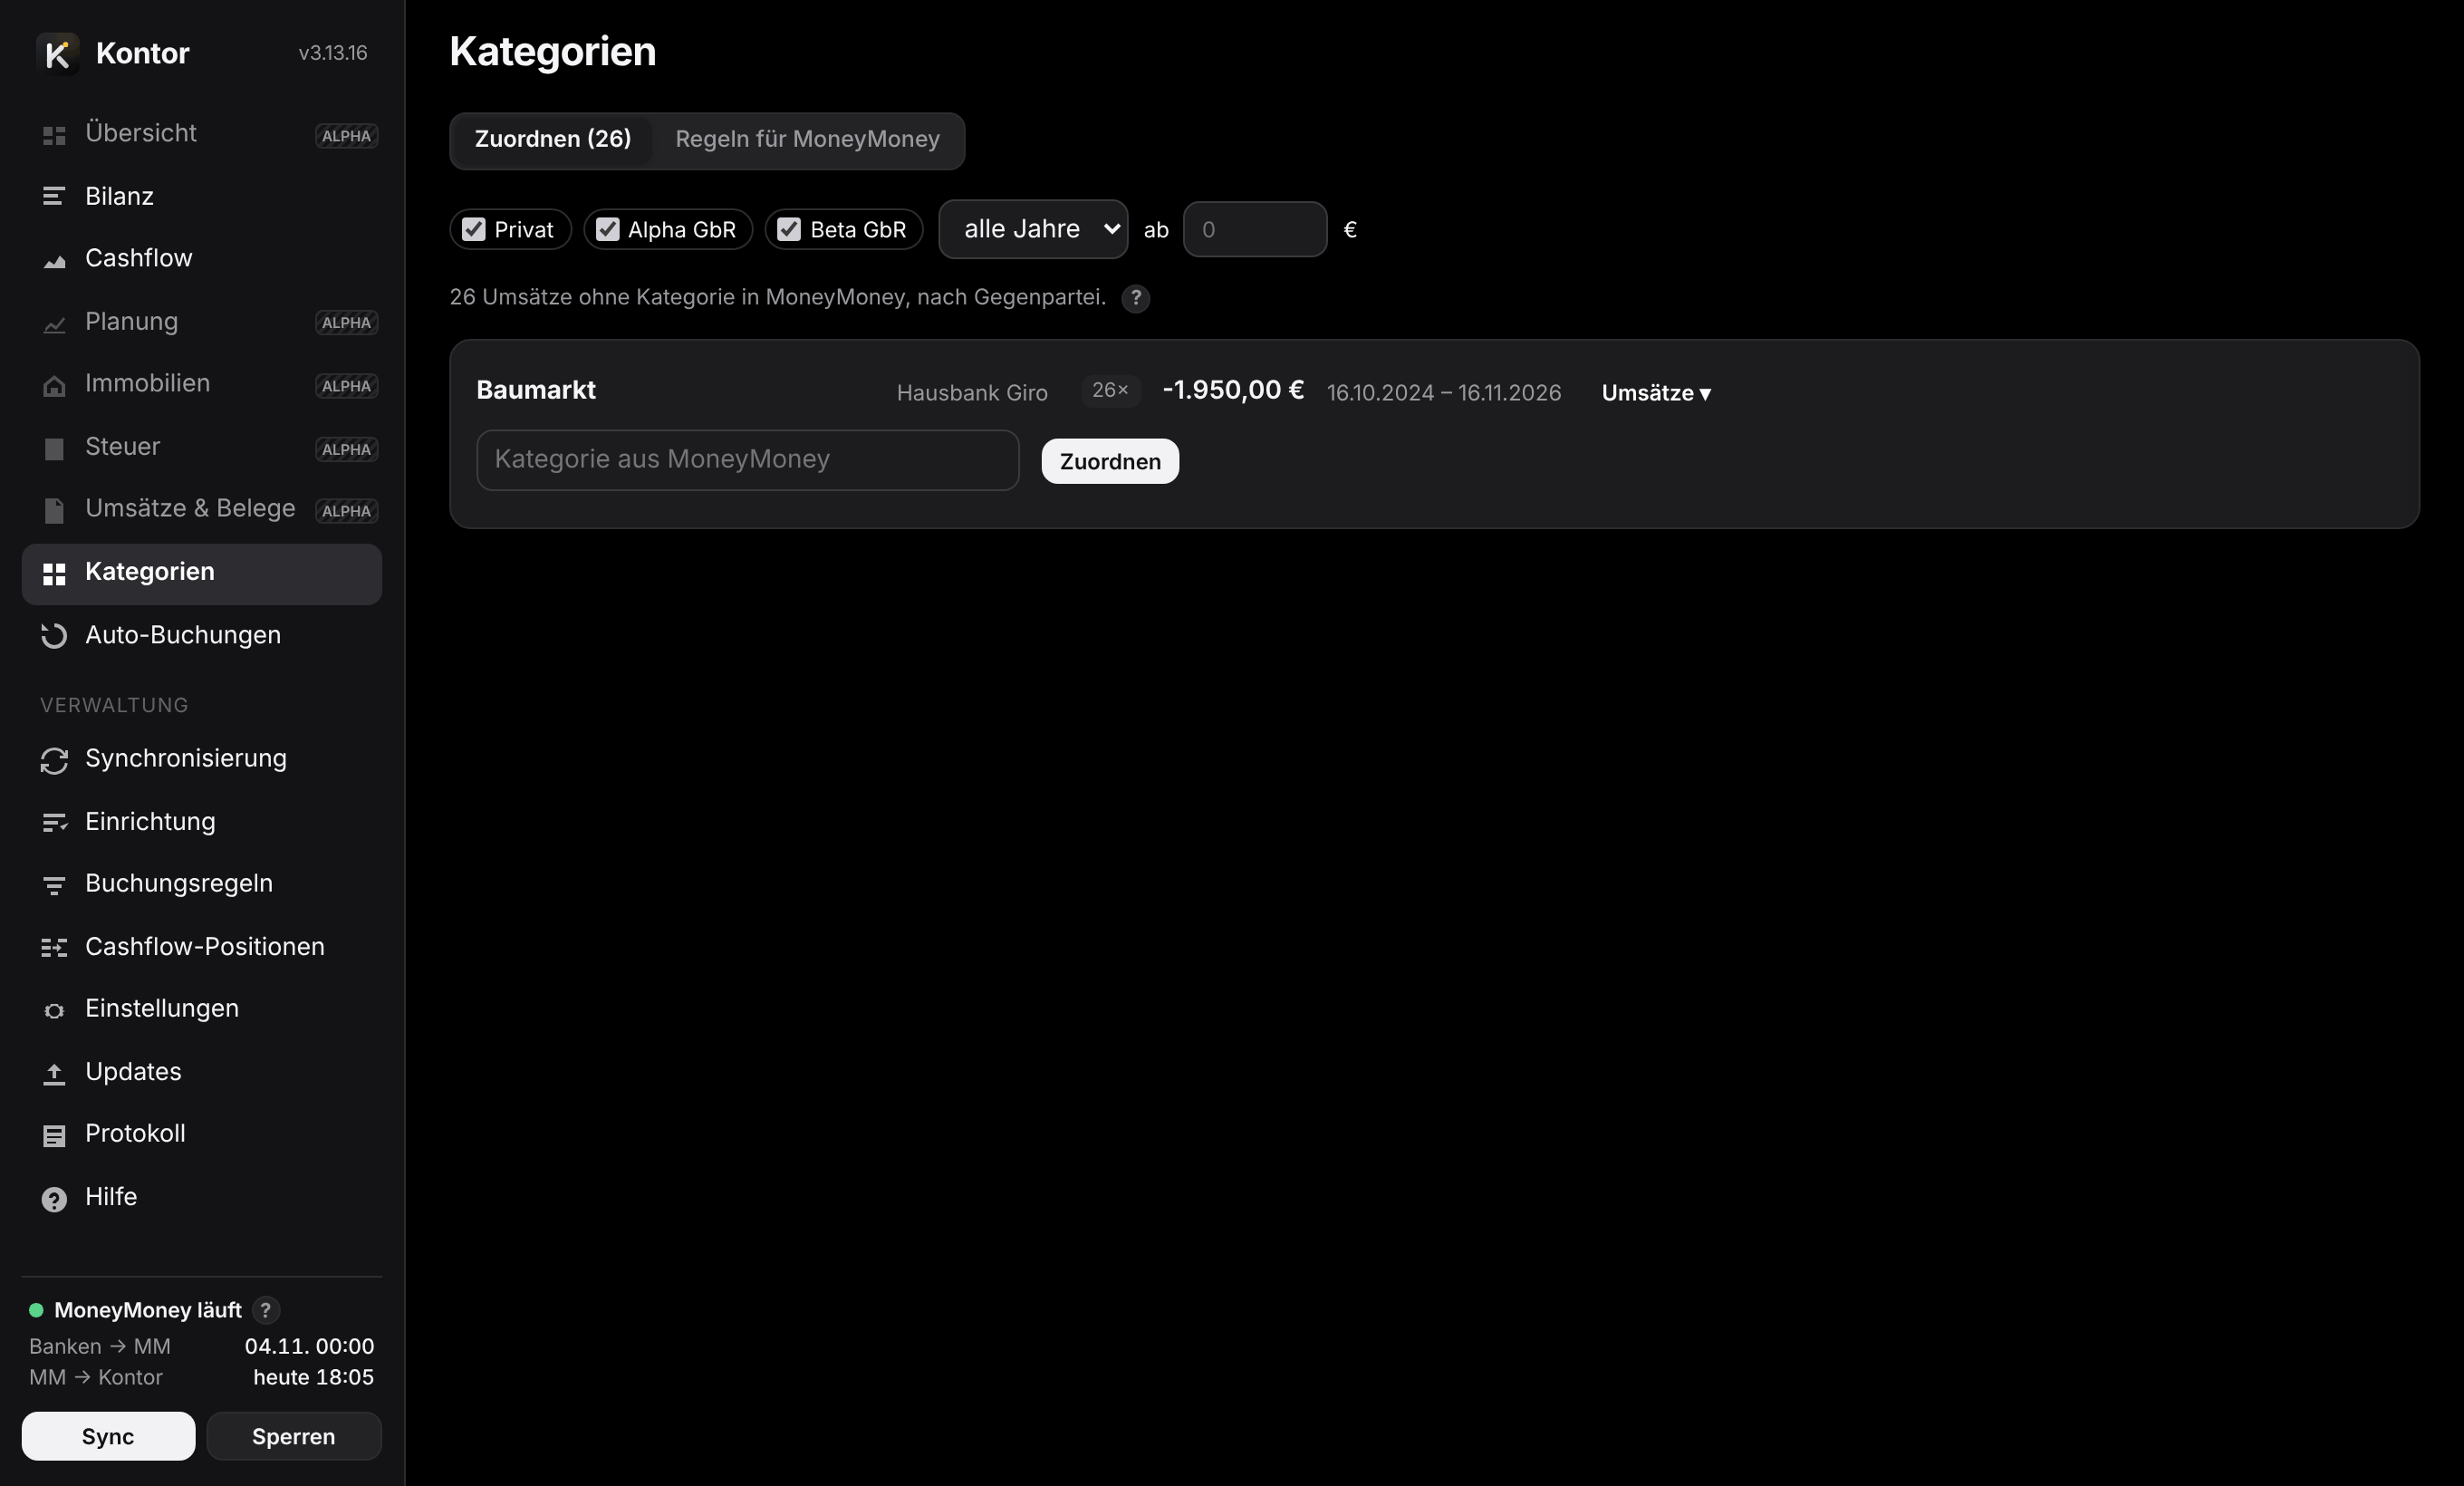 Kontor v3.13.16
Übersicht ALPHA
Bilanz
Cashflow
Planung ALPHA
Immobilien ALPHA
Steuer ALPHA
Umsätze & Belege ALPHA
Kategorien
Auto-Buchungen
VERWALTUNG
Synchronisierung
Einrichtung
Buchungsregeln
Cashflow-Positionen
Einstellungen
Updates
Protokoll
Hilfe
MoneyMoney läuft ?
Banken → MM 04.11. 00:00
MM → Kontor heute 18:05
Sync Sperren
Kategorien
Zuordnen (26) Regeln für MoneyMoney
Privat Alpha GbR Beta GbR alle Jahre ab 0 €
26 Umsätze ohne Kategorie in MoneyMoney, nach Gegenpartei. ?
Baumarkt Hausbank Giro 26× -1.950,00 € 16.10.2024 – 16.11.2026 Umsätze ▾
Kategorie aus MoneyMoney Zuordnen